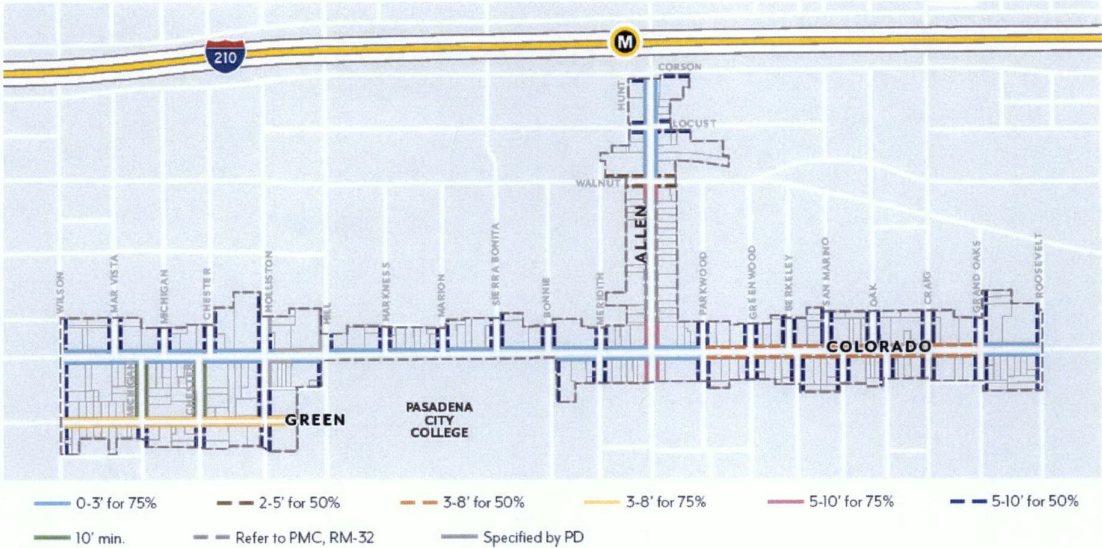 210
M
CORSON
HUNT
LOCUST
WALNUT
ALLEN
WILSON
MAR VISTA
MICHIGAN
CHESTER
HOLLISTON
HILL
HARKNESS
MARION
SIERRA BONITA
BONNIE
MERIDITH
PARKWOOD
GREENWOOD
BERKELEY
SAN MARINO
OAK
CRAIG
GRAND OAKS
ROOSEVELT
COLORADO
MICHIGAN
CHESTER
GREEN
PASADENA
CITY
COLLEGE
0-3' for 75%
2-5' for 50%
3-8' for 50%
3-8' for 75%
5-10' for 75%
5-10' for 50%
10' min.
Refer to PMC, RM-32
Specified by PD